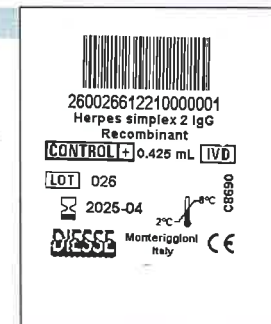 260026612210000001
Herpes simplex 2 IgG
Recombinant
CONTROL + 0.425 mL IVD
LOT 026
2025-04
8°C
2°C
C8690
DIESSE
Monteriggioni
Italy
CE